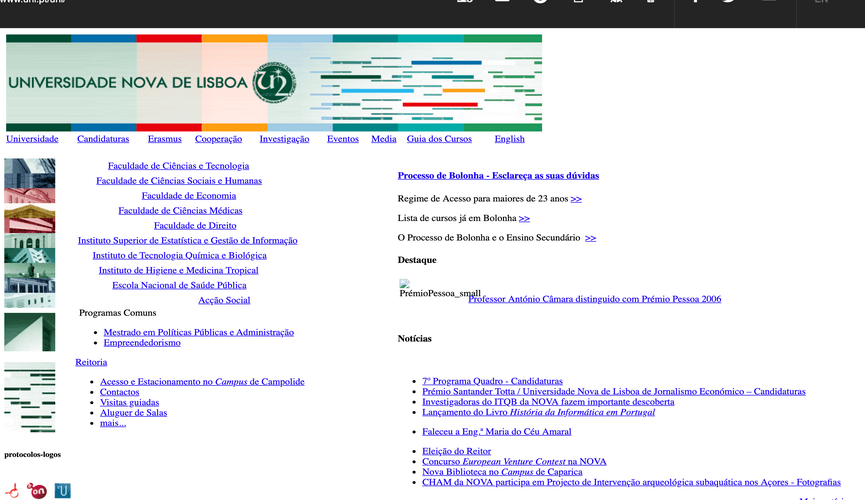 www.unl.pt/unl/
EN
UNIVERSIDADE NOVA DE LISBOA
Universidade Candidaturas Erasmus Cooperação Investigação Eventos Media Guia dos Cursos English
Faculdade de Ciências e Tecnologia
Faculdade de Ciências Sociais e Humanas
Faculdade de Economia
Faculdade de Ciências Médicas
Faculdade de Direito
Instituto Superior de Estatística e Gestão de Informação
Instituto de Tecnologia Química e Biológica
Instituto de Higiene e Medicina Tropical
Escola Nacional de Saúde Pública
Acção Social
Programas Comuns
Mestrado em Políticas Públicas e Administração
Empreendedorismo
Reitoria
Acesso e Estacionamento no Campus de Campolide
Contactos
Visitas guiadas
Aluguer de Salas
mais...
protocolos-logos
on
U
Processo de Bolonha - Esclareça as suas dúvidas
Regime de Acesso para maiores de 23 anos >>
Lista de cursos já em Bolonha >>
O Processo de Bolonha e o Ensino Secundário >>
Destaque
PrémioPessoa_small
Professor António Câmara distinguido com Prémio Pessoa 2006
Notícias
7º Programa Quadro - Candidaturas
Prémio Santander Totta / Universidade Nova de Lisboa de Jornalismo Económico – Candidaturas
Investigadoras do ITQB da NOVA fazem importante descoberta
Lançamento do Livro História da Informática em Portugal
Faleceu a Eng.ª Maria do Céu Amaral
Eleição do Reitor
Concurso European Venture Contest na NOVA
Nova Biblioteca no Campus de Caparica
CHAM da NOVA participa em Projecto de Intervenção arqueológica subaquática nos Açores - Fotografias